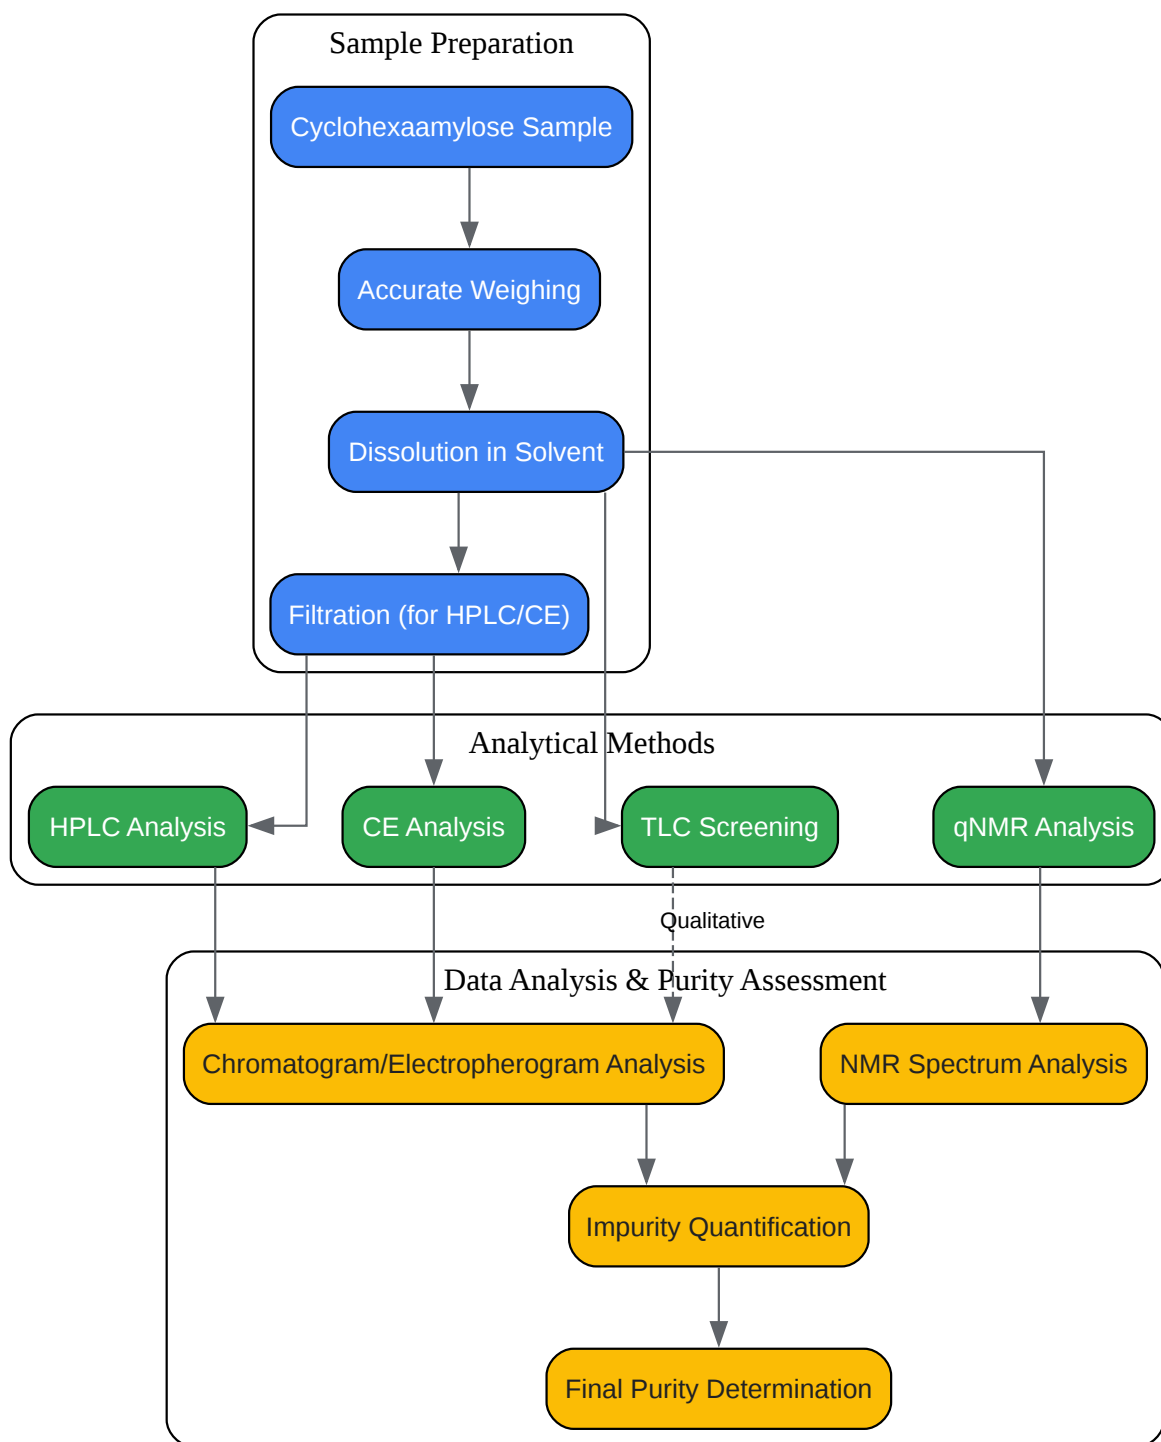 Sample Preparation
Cyclohexaamylose Sample
Accurate Weighing
Dissolution in Solvent
Filtration (for HPLC/CE)
Analytical Methods
HPLC Analysis
CE Analysis
TLC Screening
qNMR Analysis
Qualitative
Data Analysis & Purity Assessment
Chromatogram/Electropherogram Analysis
NMR Spectrum Analysis
Impurity Quantification
Final Purity Determination